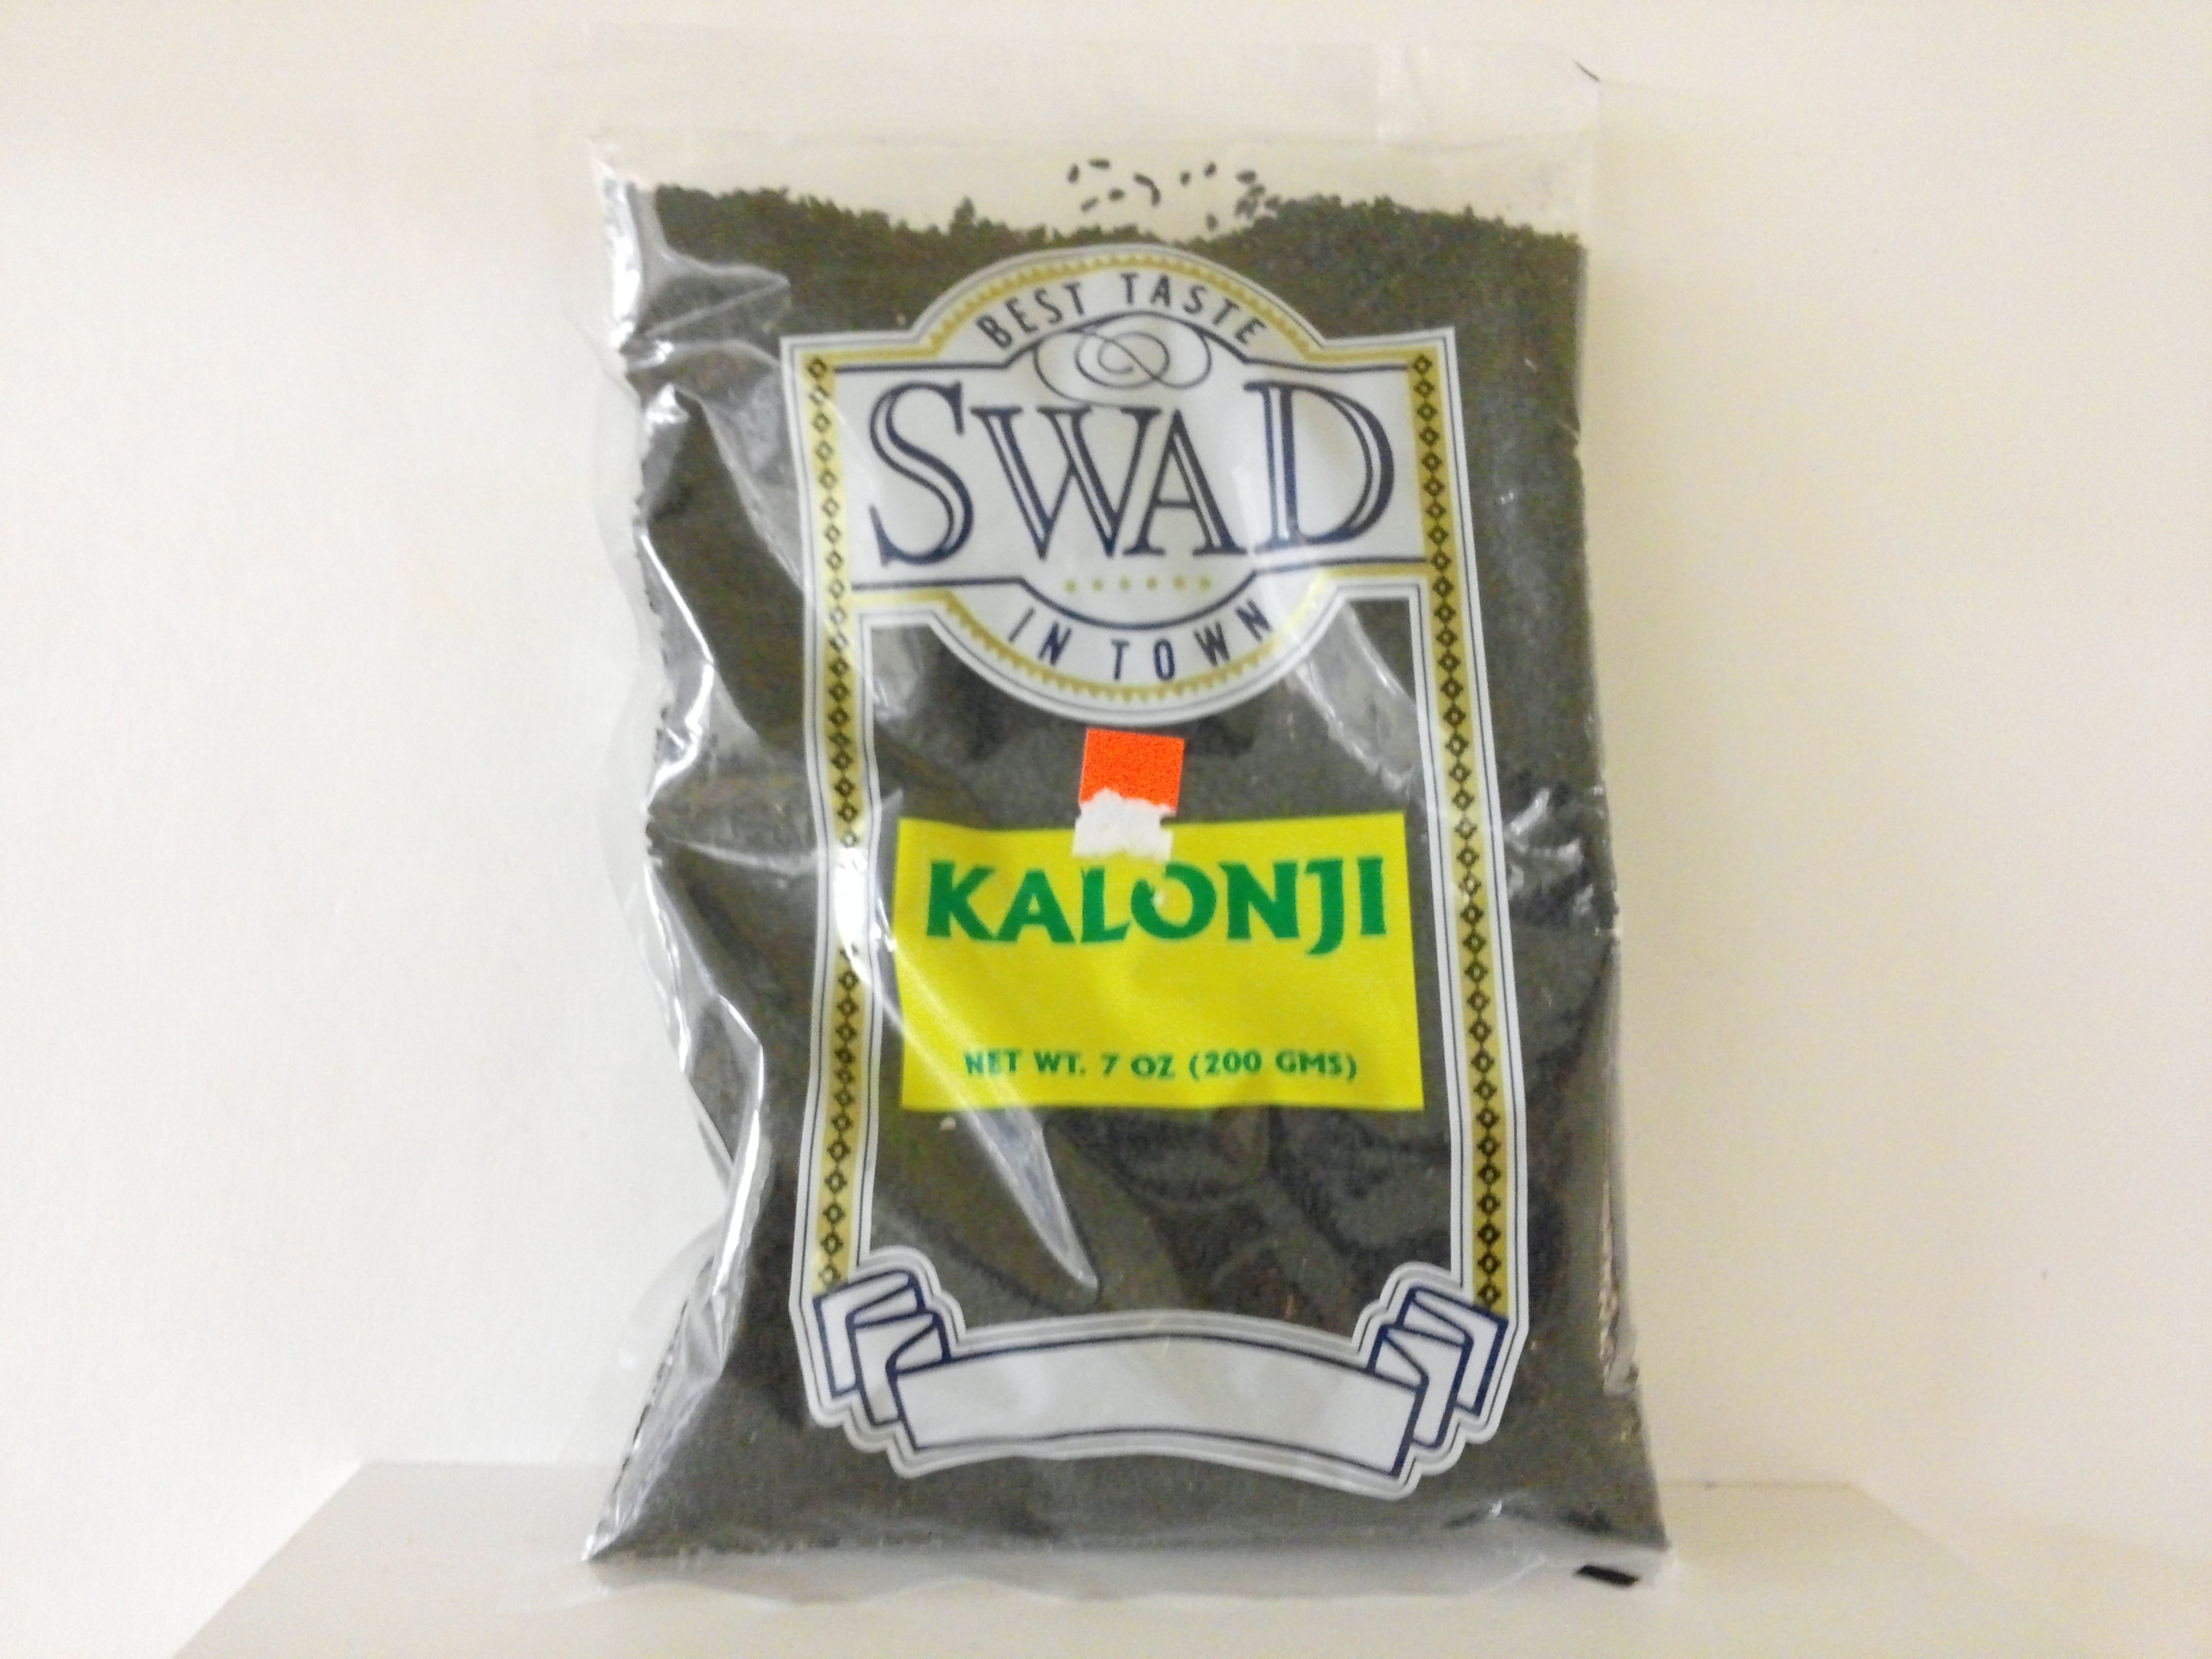 BEST TASTE
SWAD
IN TOWN
KALONJI
NET WT. 7 OZ (200 GMS)